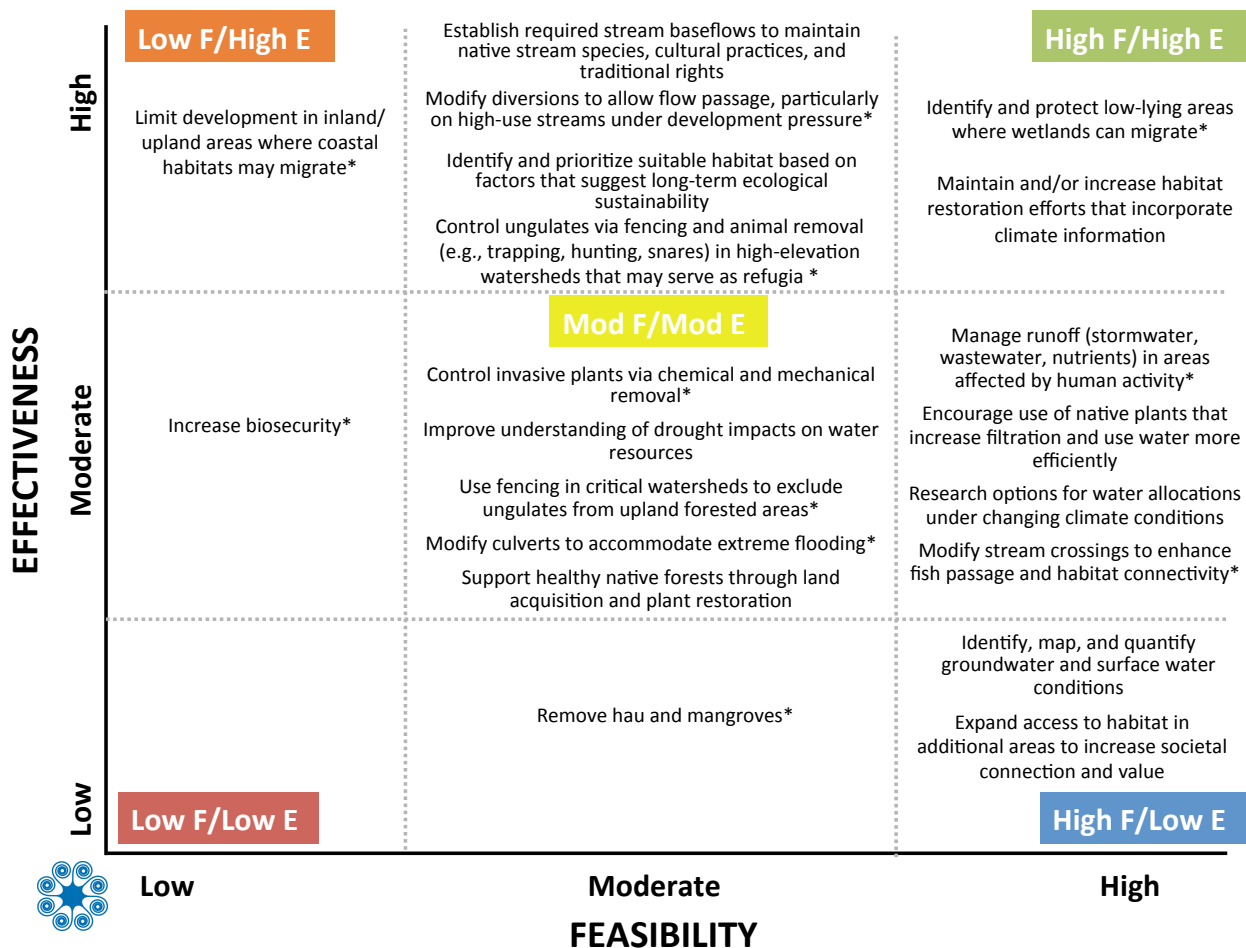 Low F/High E
Limit development in inland/
upland areas where coastal
habitats may migrate*
Establish required stream baseflows to maintain
native stream species, cultural practices, and
traditional rights
Modify diversions to allow flow passage, particularly
on high-use streams under development pressure*
Identify and prioritize suitable habitat based on
factors that suggest long-term ecological
sustainability
Control ungulates via fencing and animal removal
(e.g., trapping, hunting, snares) in high-elevation
watersheds that may serve as refugia *
High F/High E
Identify and protect low-lying areas
where wetlands can migrate*
Maintain and/or increase habitat
restoration efforts that incorporate
climate information
High
EFFECTIVENESS
Moderate
Increase biosecurity*
Mod F/Mod E
Control invasive plants via chemical and mechanical
removal*
Improve understanding of drought impacts on water
resources
Use fencing in critical watersheds to exclude
ungulates from upland forested areas*
Modify culverts to accommodate extreme flooding*
Support healthy native forests through land
acquisition and plant restoration
Manage runoff (stormwater,
wastewater, nutrients) in areas
affected by human activity*
Encourage use of native plants that
increase filtration and use water more
efficiently
Research options for water allocations
under changing climate conditions
Modify stream crossings to enhance
fish passage and habitat connectivity*
Low
Low F/Low E
Remove hau and mangroves*
Identify, map, and quantify
groundwater and surface water
conditions
Expand access to habitat in
additional areas to increase societal
connection and value
High F/Low E
Low
Moderate
High
FEASIBILITY